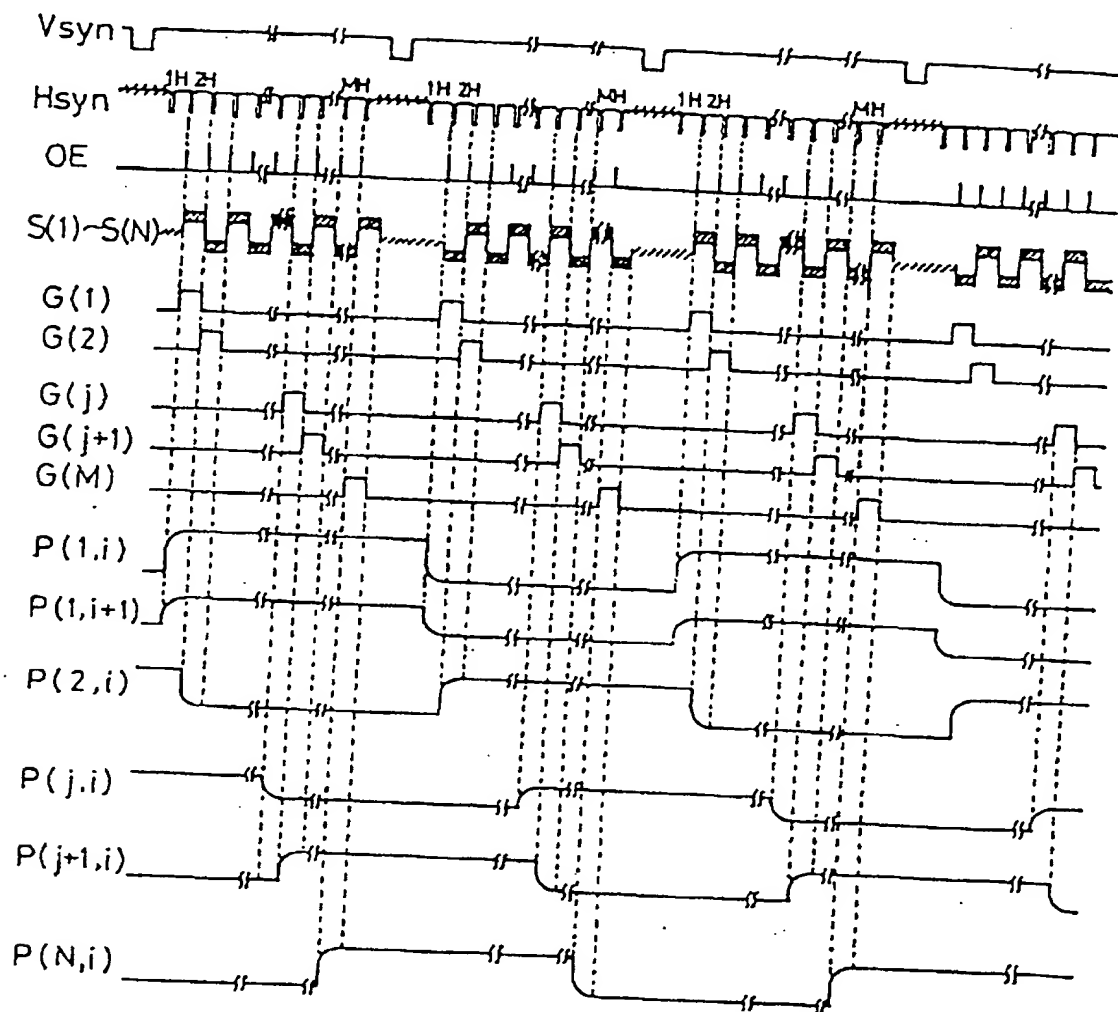 Vsyn
1H 2H MH 1H 2H MH 1H 2H MH
Hsyn
OE
S(1)~S(N)
G(1)
G(2)
G(j)
G(j+1)
G(M)
P(1,i)
P(1,i+1)
P(2,i)
P(j,i)
P(j+1,i)
P(N,i)